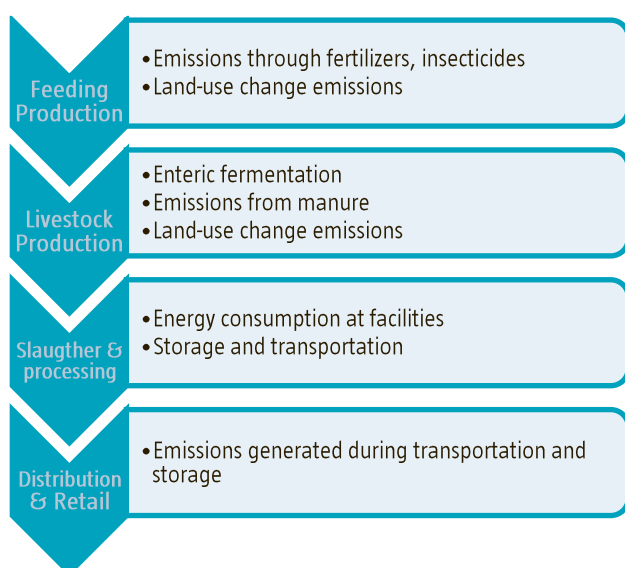 Feeding
Production
•Emissions through fertilizers, insecticides
•Land-use change emissions
Livestock
Production
•Enteric fermentation
•Emissions from manure
•Land-use change emissions
Slaugther &
processing
•Energy consumption at facilities
•Storage and transportation
Distribution
& Retail
•Emissions generated during transportation and
storage